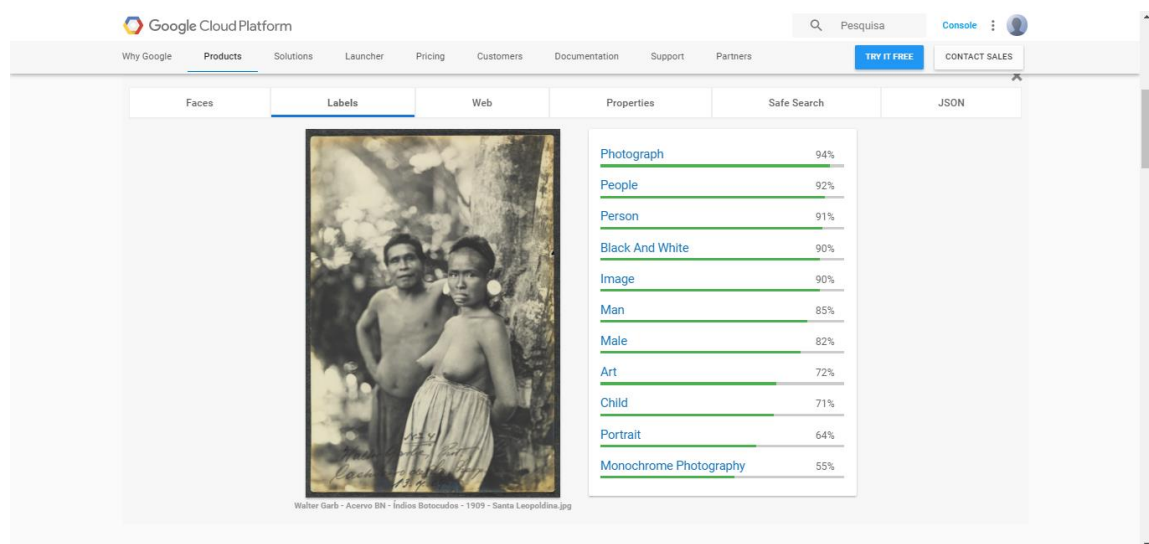 Google Cloud Platform
Pesquisa
Console
Why Google Products Solutions Launcher Pricing Customers Documentation Support Partners TRY IT FREE CONTACT SALES
Faces Labels Web Properties Safe Search JSON
Photograph 94%
People 92%
Person 91%
Black And White 90%
Image 90%
Man 85%
Male 82%
Art 72%
Child 71%
Portrait 64%
Monochrome Photography 55%
Walter Garb - Acervo BN - Índios Botocudos - 1909 - Santa Leopoldina.jpg